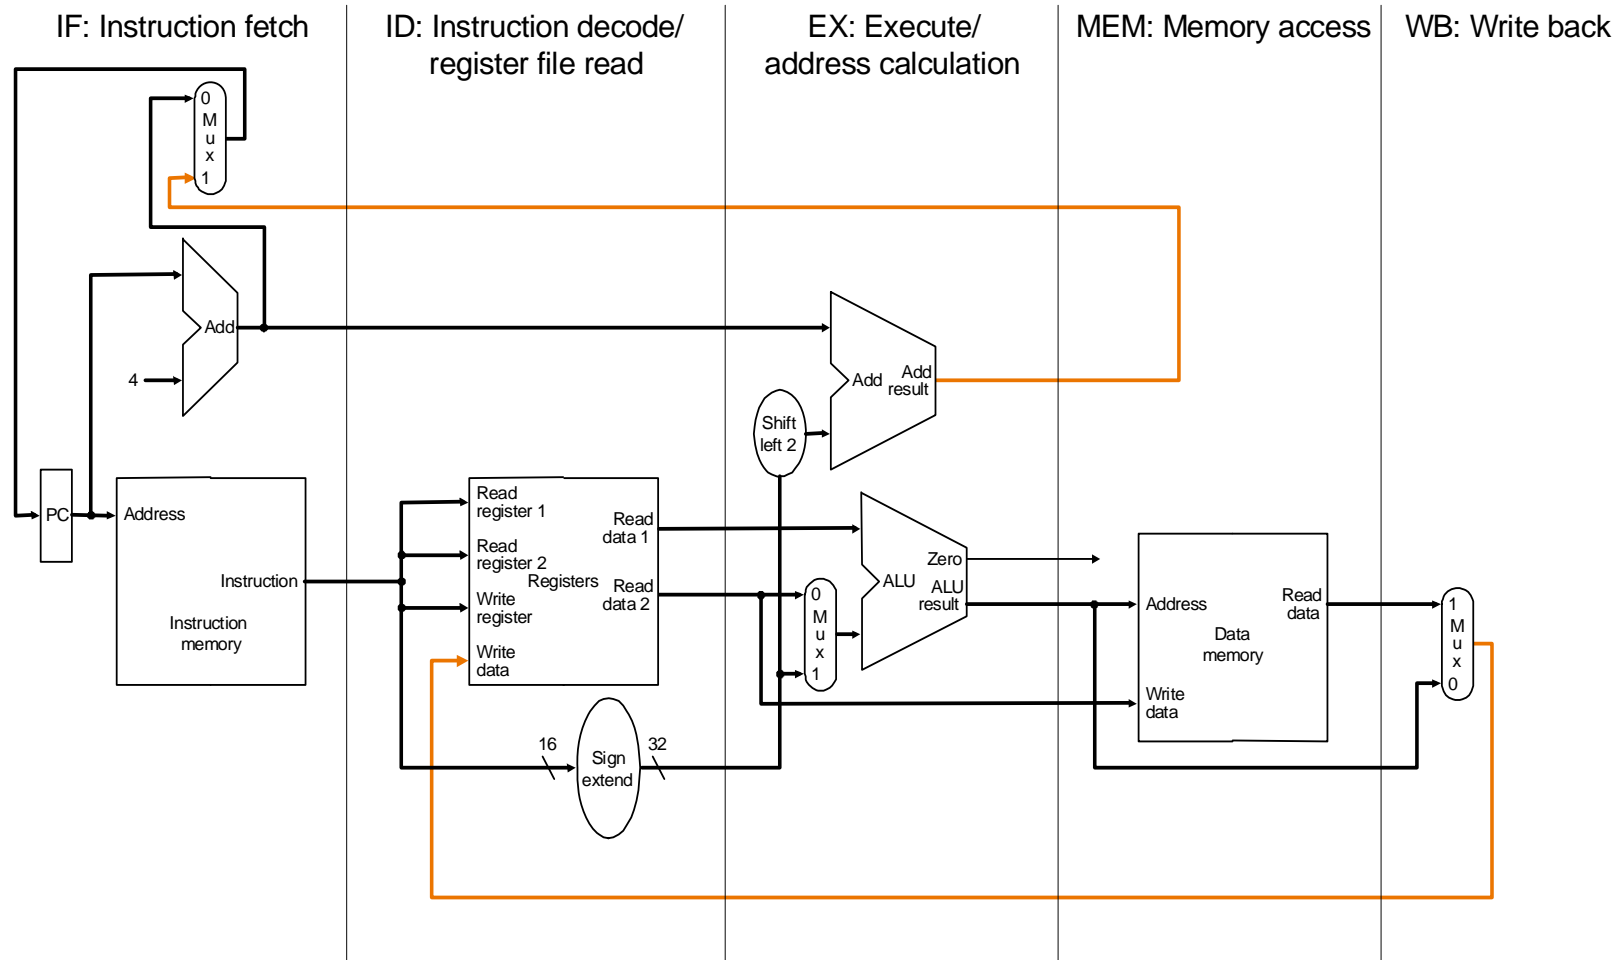 IF: Instruction fetch
ID: Instruction decode/
register file read
EX: Execute/
address calculation
MEM: Memory access
WB: Write back
0
M
u
x
1
Add
4
PC
Address
Instruction
Instruction
memory
Read
register 1
Read
register 2
Write
register
Write
data
Registers
Read
data 1
Read
data 2
16
Sign
extend
32
Shift
left 2
Add
Add
result
0
M
u
x
1
ALU
Zero
ALU
result
Address
Write
data
Data
memory
Read
data
1
M
u
x
0